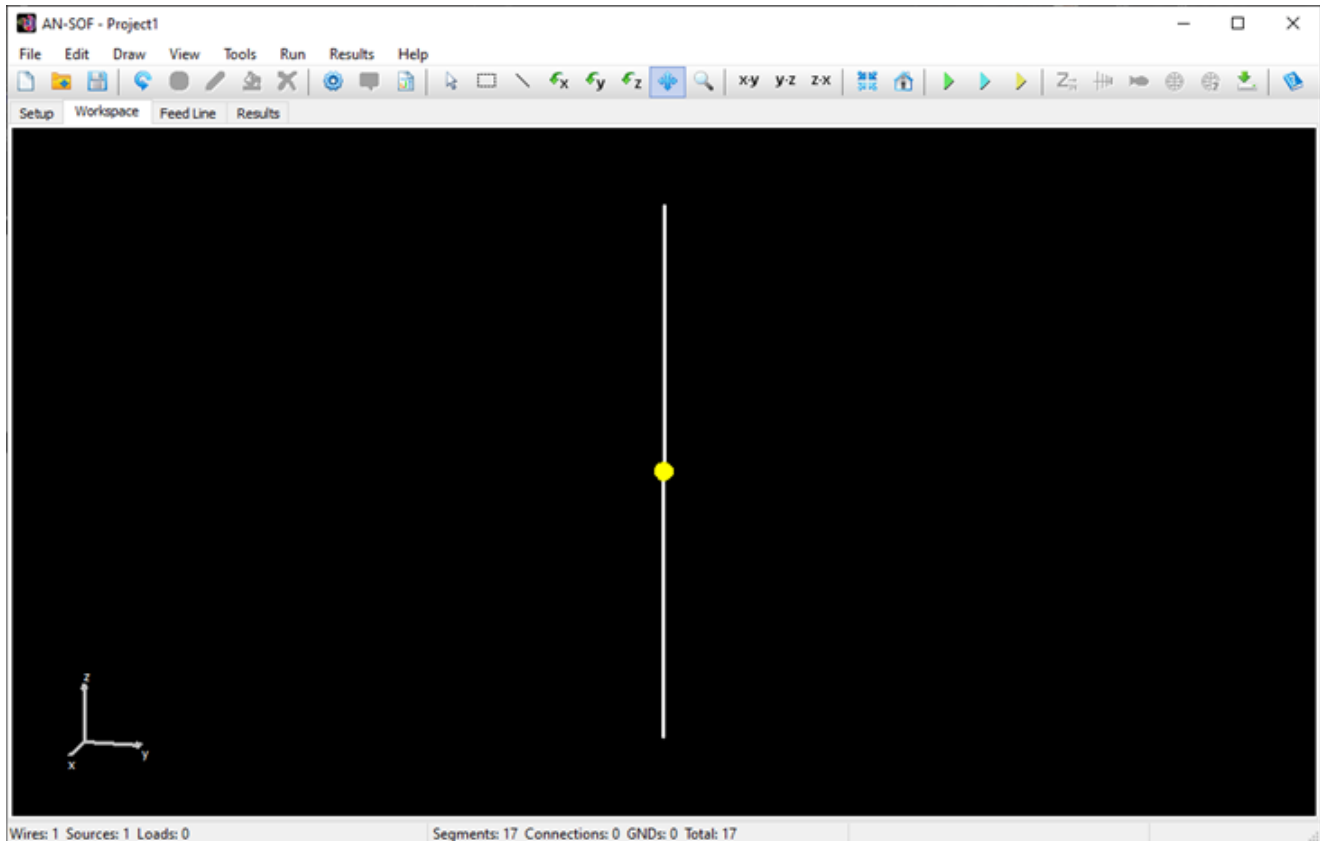 AN-SOF - Project1
File Edit Draw View Tools Run Results Help
x y z x-y y-z z-x
Setup Workspace Feed Line Results
z
y
x
Wires: 1 Sources: 1 Loads: 0 Segments: 17 Connections: 0 GNDs: 0 Total: 17